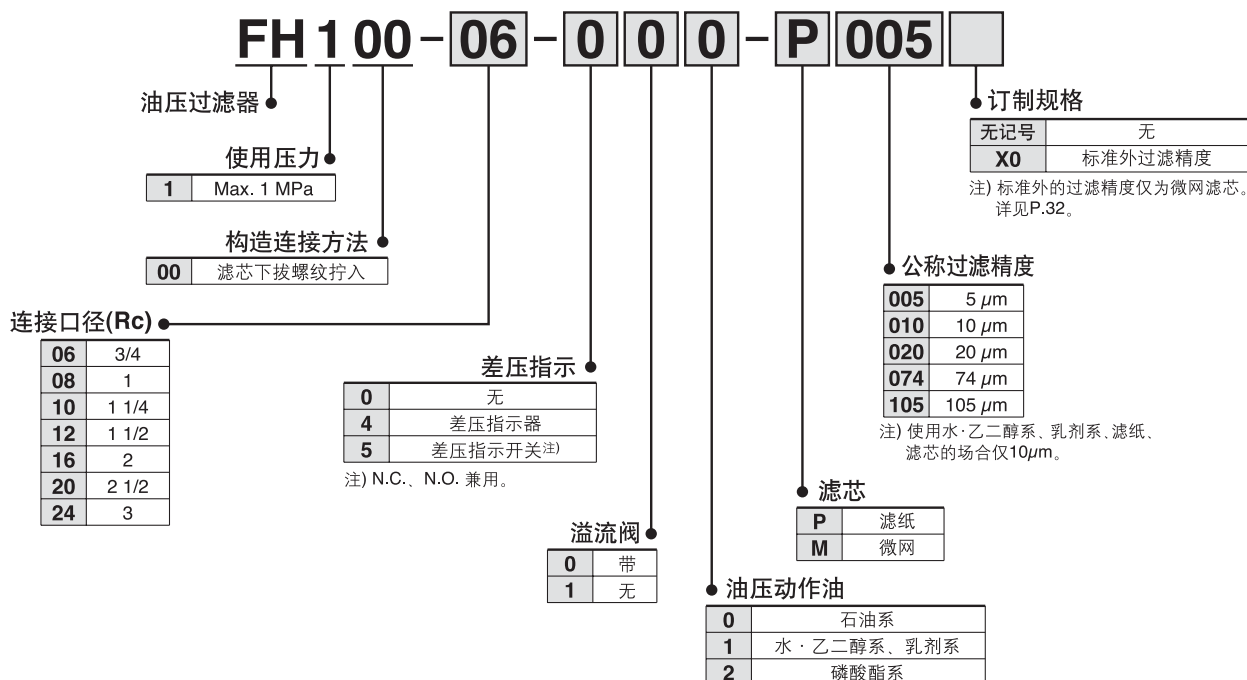 FH100-06-000-P005
油压过滤器
订制规格
无记号 无
X0 标准外过滤精度
注) 标准外的过滤精度仅为微网滤芯。
详见P.32。
使用压力
1 Max. 1 MPa
构造连接方法
00 滤芯下拔螺纹拧入
公称过滤精度
005 5 μm
010 10 μm
020 20 μm
074 74 μm
105 105 μm
注) 使用水·乙二醇系、乳剂系、滤纸、
滤芯的场合仅10μm。
连接口径(Rc)
06 3/4
08 1
10 1 1/4
12 1 1/2
16 2
20 2 1/2
24 3
差压指示
0 无
4 差压指示器
5 差压指示开关注)
注) N.C.、N.O. 兼用。
滤芯
P 滤纸
M 微网
溢流阀
0 带
1 无
油压动作油
0 石油系
1 水·乙二醇系、乳剂系
2 磷酸酯系